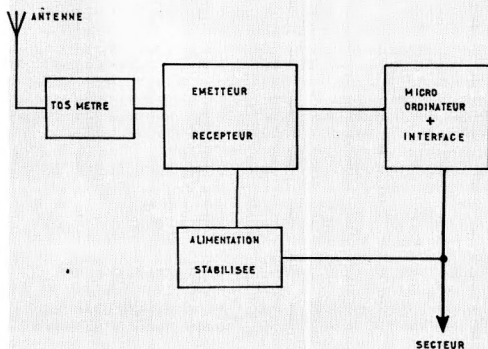 ANTENNE
TOS METRE
EMETTEUR
RECEPTEUR
MICRO
ORDINATEUR
+
INTERFACE
ALIMENTATION
STABILISEE
SECTEUR